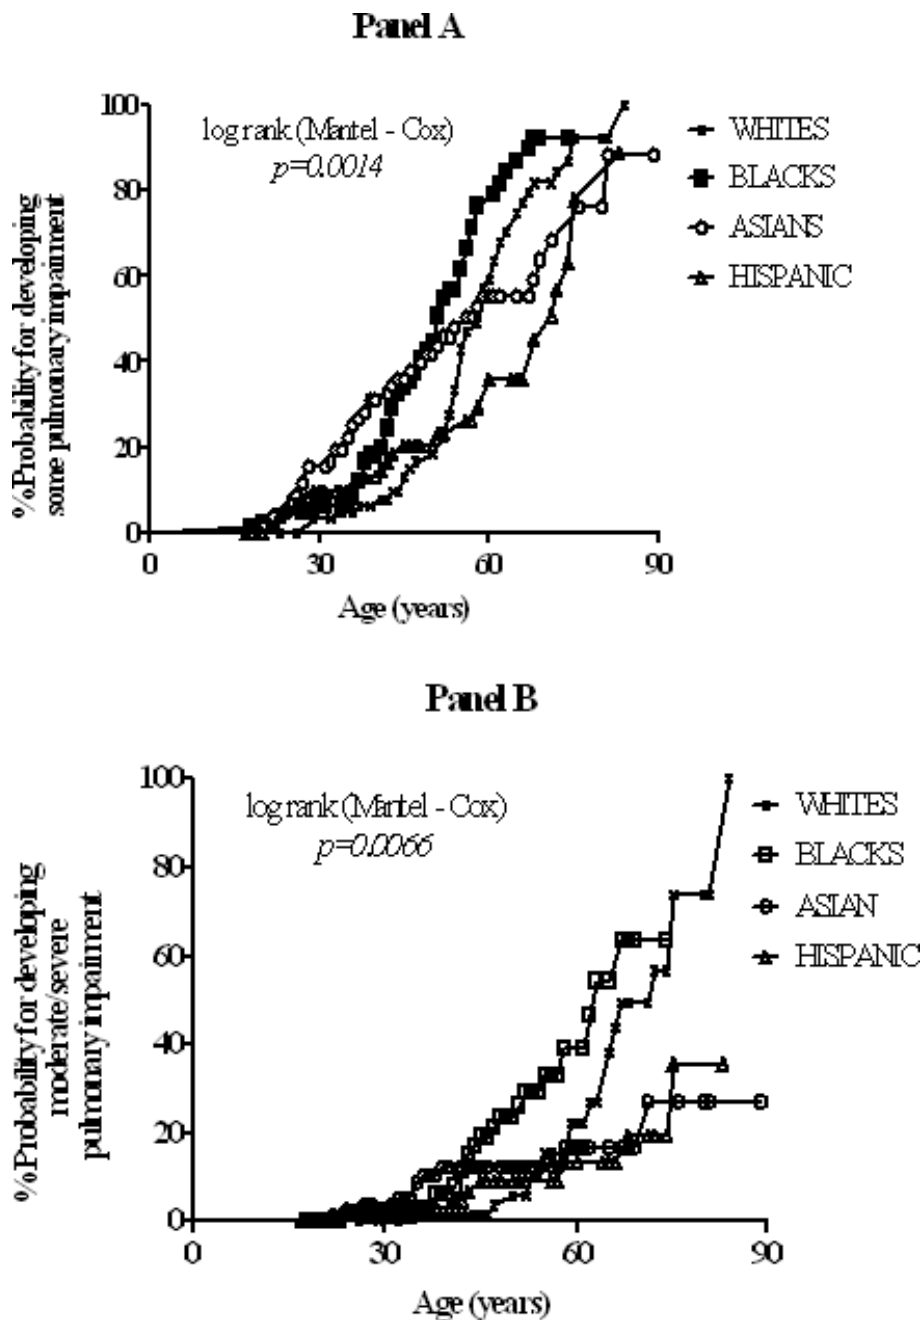 Panel A
100
80
60
40
20
0
%Probability for developing
some pulmonary impairment
log rank (Mantel - Cox)
p=0.0014
WHITES
BLACKS
ASIANS
HISPANIC
0 30 60 90
Age (years)
Panel B
100
80
60
40
20
0
%Probability for developing
moderate/severe
pulmonary impairment
log rank (Mantel - Cox)
p=0.0066
WHITES
BLACKS
ASIAN
HISPANIC
0 30 60 90
Age (years)